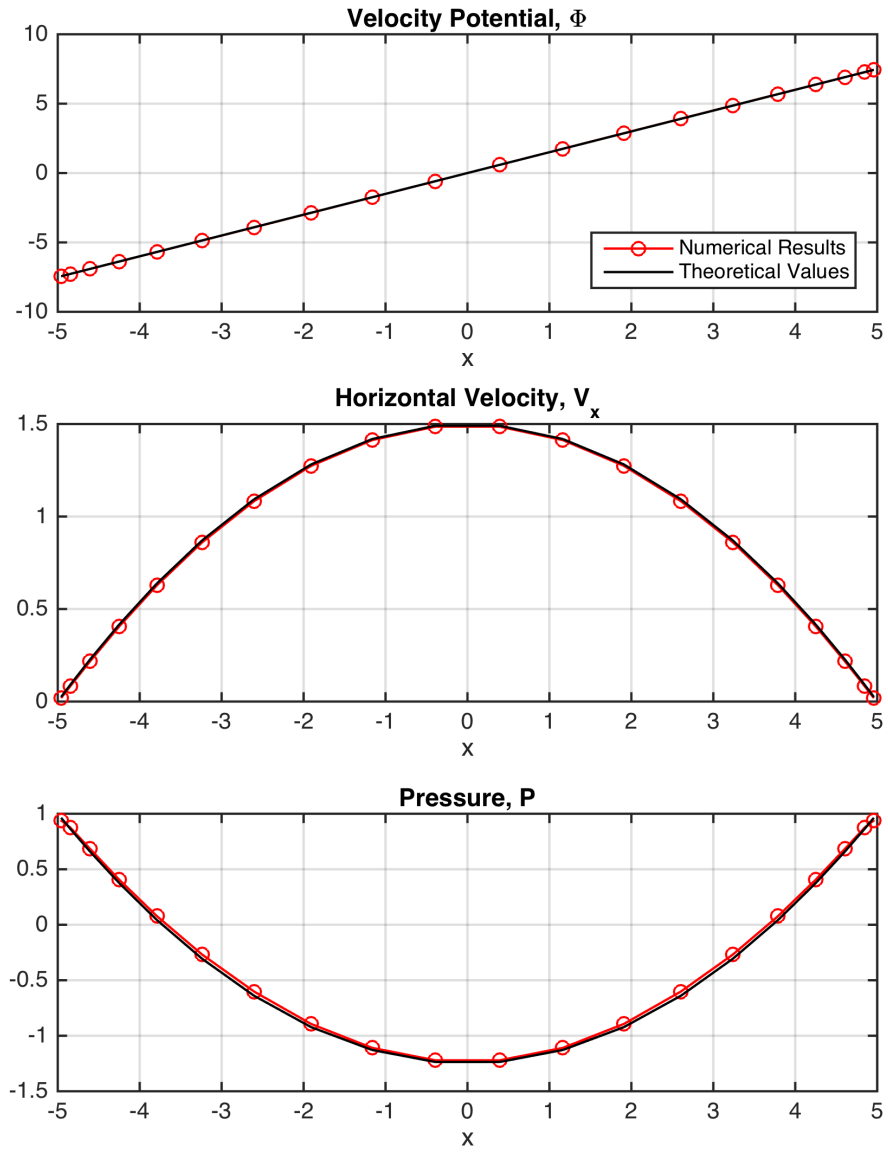 Velocity Potential, Φ
10
5
0
-5
-10
-5 -4 -3 -2 -1 0 1 2 3 4 5
x
Numerical Results
Theoretical Values
Horizontal Velocity, Vx
1.5
1
0.5
0
-5 -4 -3 -2 -1 0 1 2 3 4 5
x
Pressure, P
1
0.5
0
-0.5
-1
-1.5
-5 -4 -3 -2 -1 0 1 2 3 4 5
x